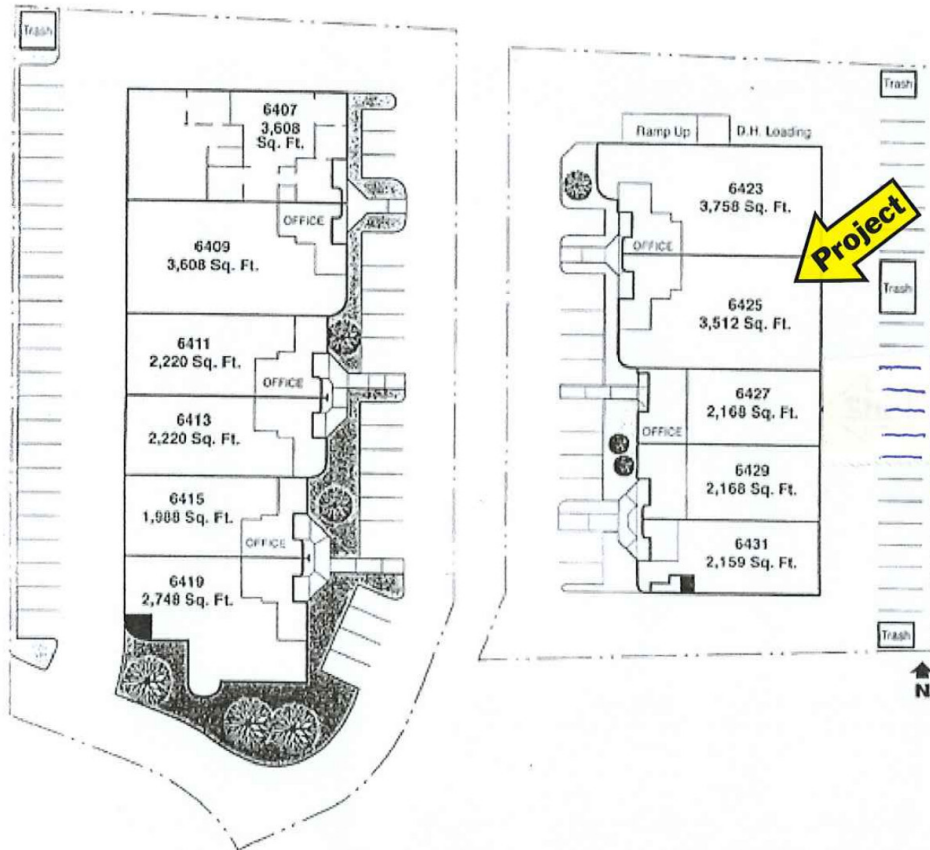 Trash
6407
3,608
Sq. Ft.
OFFICE
6409
3,608 Sq. Ft.
6411
2,220 Sq. Ft.
OFFICE
6413
2,220 Sq. Ft.
6415
1,988 Sq. Ft.
OFFICE
6419
2,748 Sq. Ft.
Trash
Ramp Up
D.H. Loading
6423
3,758 Sq. Ft.
OFFICE
Project
Trash
6425
3,512 Sq. Ft.
6427
2,168 Sq. Ft.
OFFICE
6429
2,168 Sq. Ft.
6431
2,159 Sq. Ft.
Trash
N